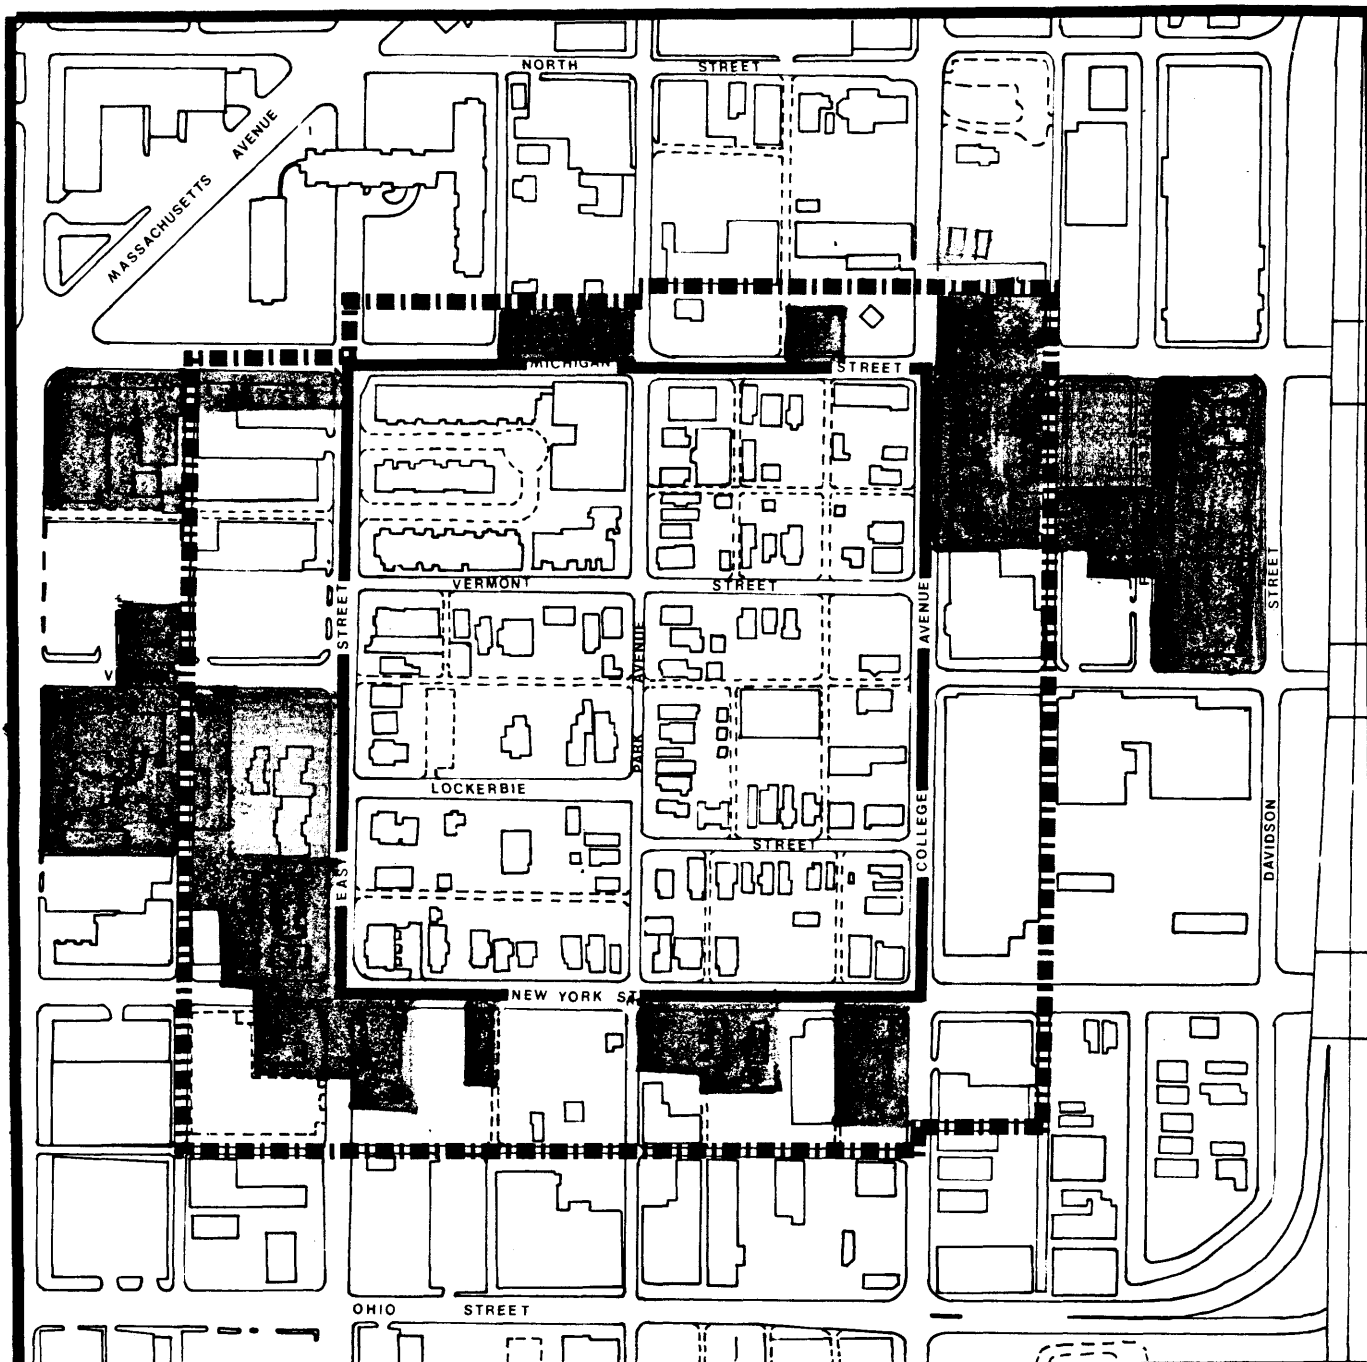 NORTH STREET
MASSACHUSETTS AVENUE
MICHIGAN STREET
VERMONT STREET
STREET
AVENUE
AVENUE
STREET
V
PARK
LOCKERBIE
STREET
EAST
COLLEGE
DAVIDSON
NEW YORK ST.
OHIO STREET